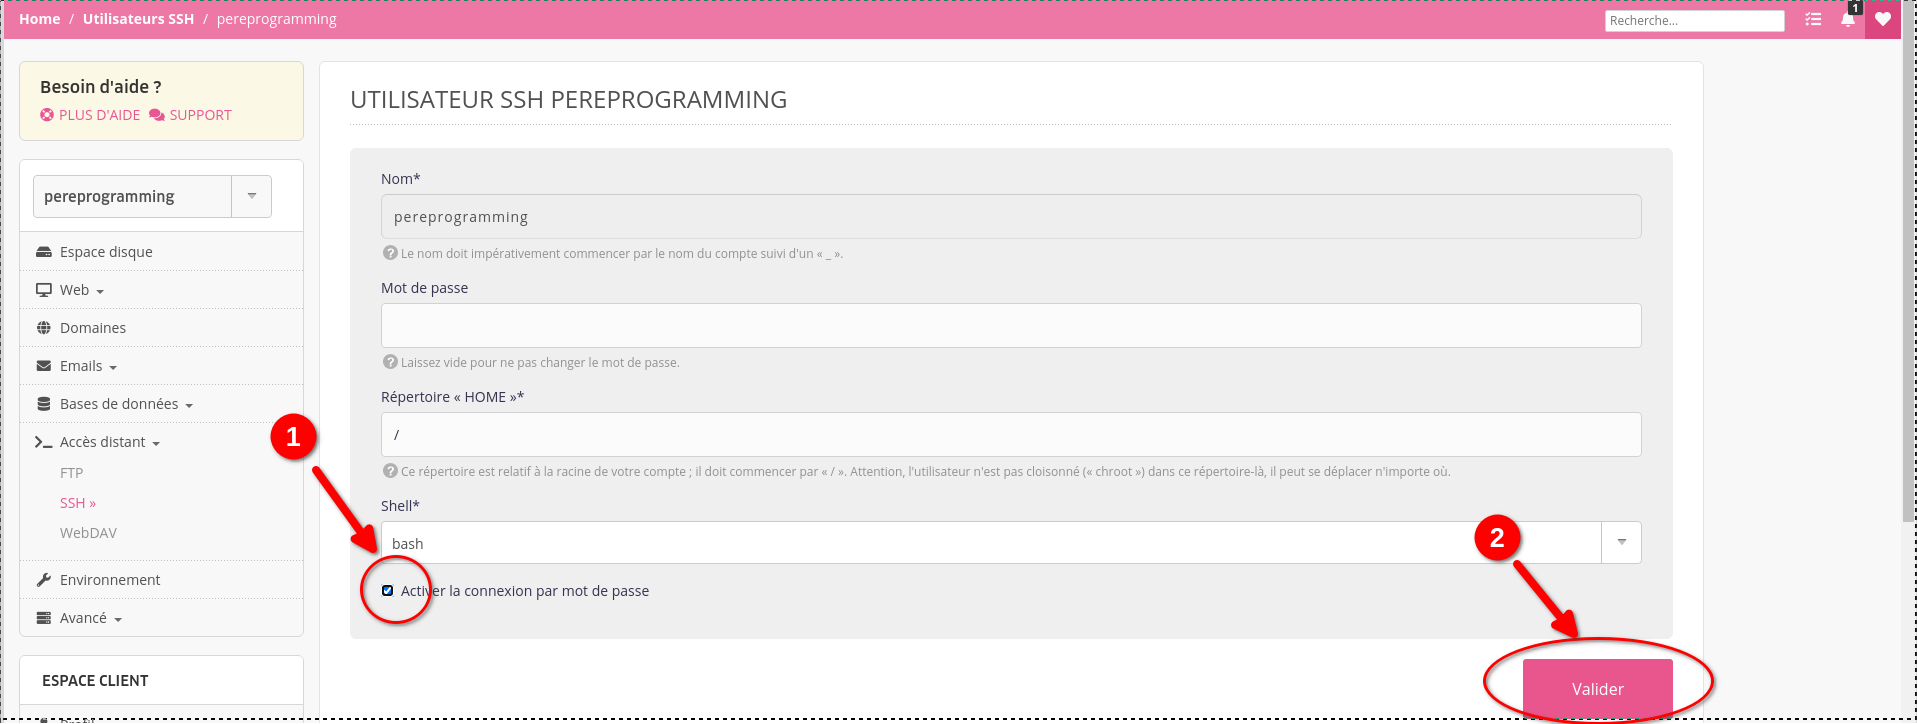 Home / Utilisateurs SSH / pereprogramming
Recherche...
1
Besoin d'aide ?
PLUS D'AIDE SUPPORT
pereprogramming
Espace disque
Web
Domaines
Emails
Bases de données
Accès distant
FTP
SSH »
WebDAV
Environnement
Avancé
ESPACE CLIENT
UTILISATEUR SSH PEREPROGRAMMING
Nom*
pereprogramming
Le nom doit impérativement commencer par le nom du compte suivi d'un « _ ».
Mot de passe
Laissez vide pour ne pas changer le mot de passe.
Répertoire « HOME »*
/
Ce répertoire est relatif à la racine de votre compte ; il doit commencer par « / ». Attention, l'utilisateur n'est pas cloisonné (« chroot ») dans ce répertoire-là, il peut se déplacer n'importe où.
Shell*
bash
1
Activer la connexion par mot de passe
2
Valider